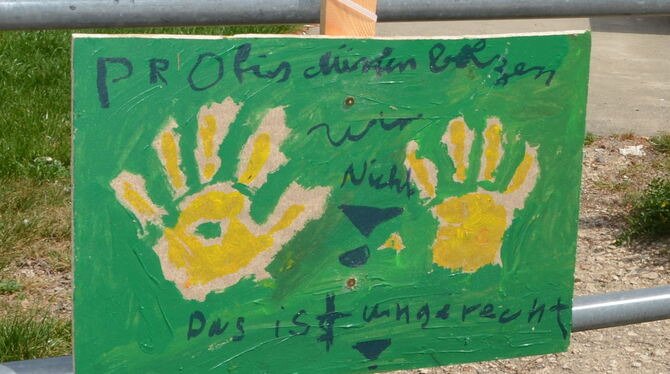 PROfis dürfen bolzen
wir
Nicht
!
Das ist ungerecht
!